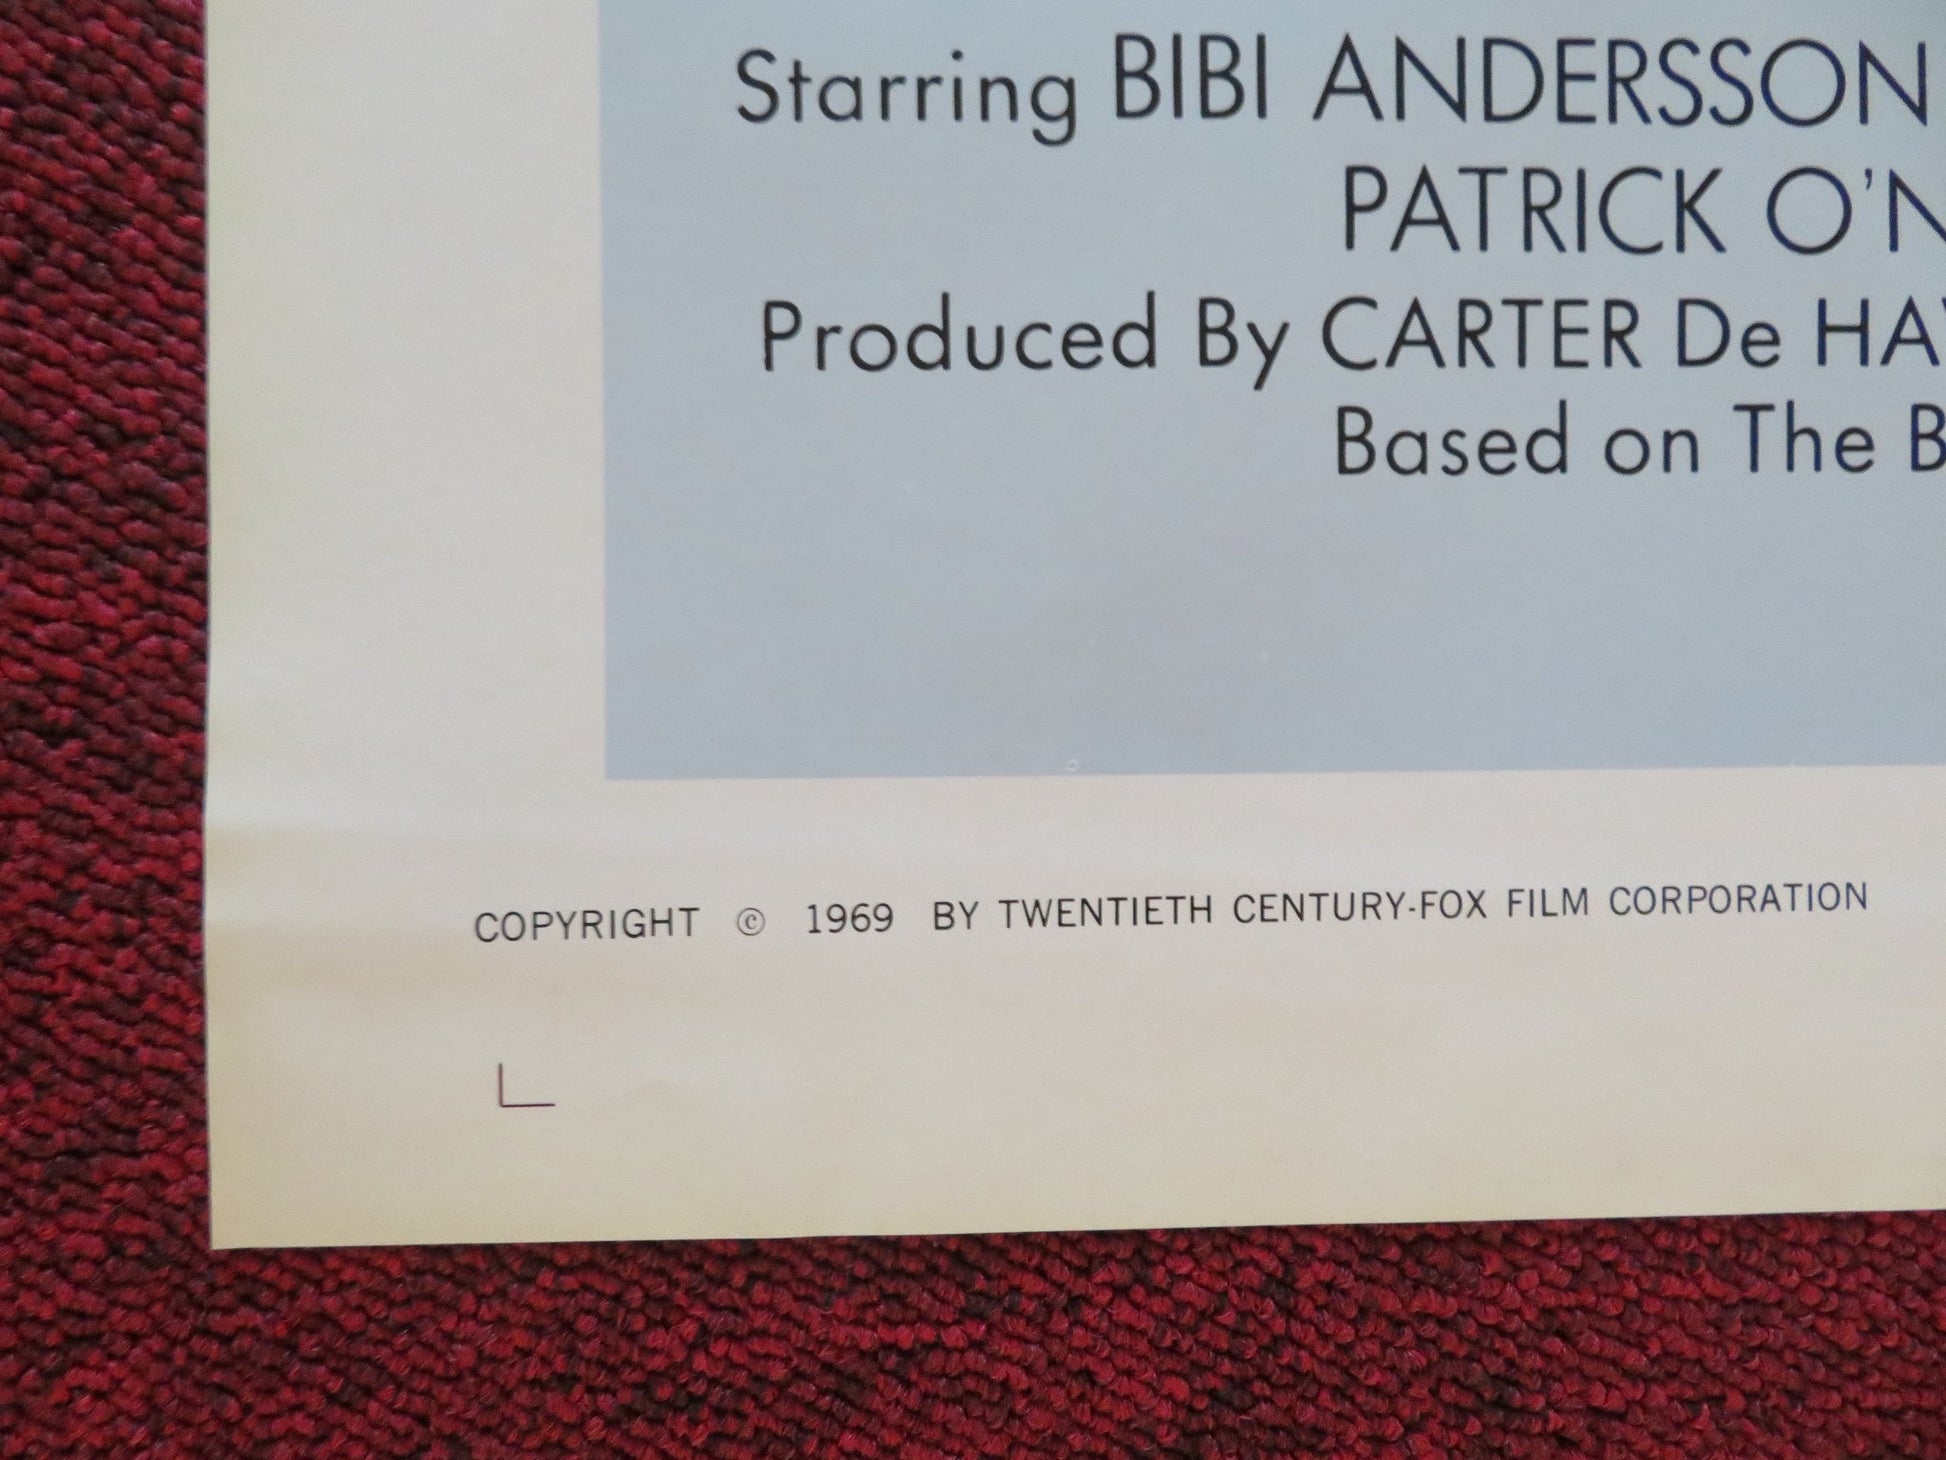 Starring BIBI ANDERSSON
PATRICK O'N
Produced By CARTER De HA
Based on The B
COPYRIGHT © 1969 BY TWENTIETH CENTURY-FOX FILM CORPORATION